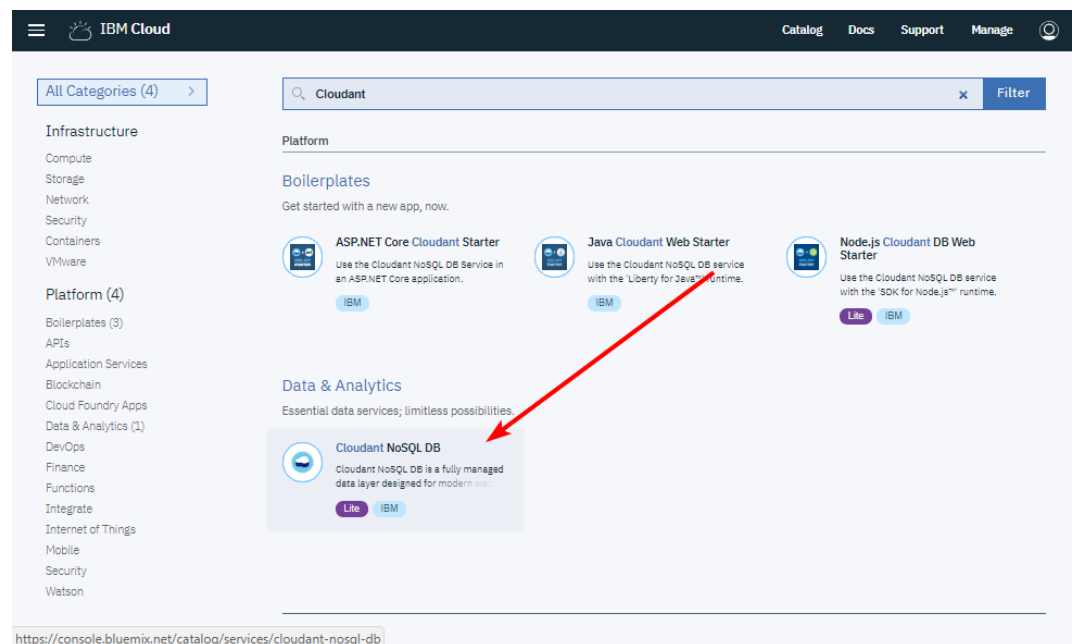 IBM Cloud
Catalog Docs Support Manage
All Categories (4) >
Infrastructure
Compute
Storage
Network
Security
Containers
VMware
Platform (4)
Boilerplates (3)
APIs
Application Services
Blockchain
Cloud Foundry Apps
Data & Analytics (1)
DevOps
Finance
Functions
Integrate
Internet of Things
Mobile
Security
Watson
Cloudant
Filter
Platform
Boilerplates
Get started with a new app, now.
ASP.NET Core Cloudant Starter
Use the Cloudant NoSQL DB Service in
an ASP.NET Core application.
IBM
Java Cloudant Web Starter
Use the Cloudant NoSQL DB service
with the 'Liberty for Java™' runtime.
IBM
Node.js Cloudant DB Web
Starter
Use the Cloudant NoSQL DB service
with the 'SDK for Node.js™' runtime.
Lite IBM
Data & Analytics
Essential data services; limitless possibilities.
Cloudant NoSQL DB
Cloudant NoSQL DB is a fully managed
data layer designed for modern web
Lite IBM
https://console.bluemix.net/catalog/services/cloudant-nosql-db